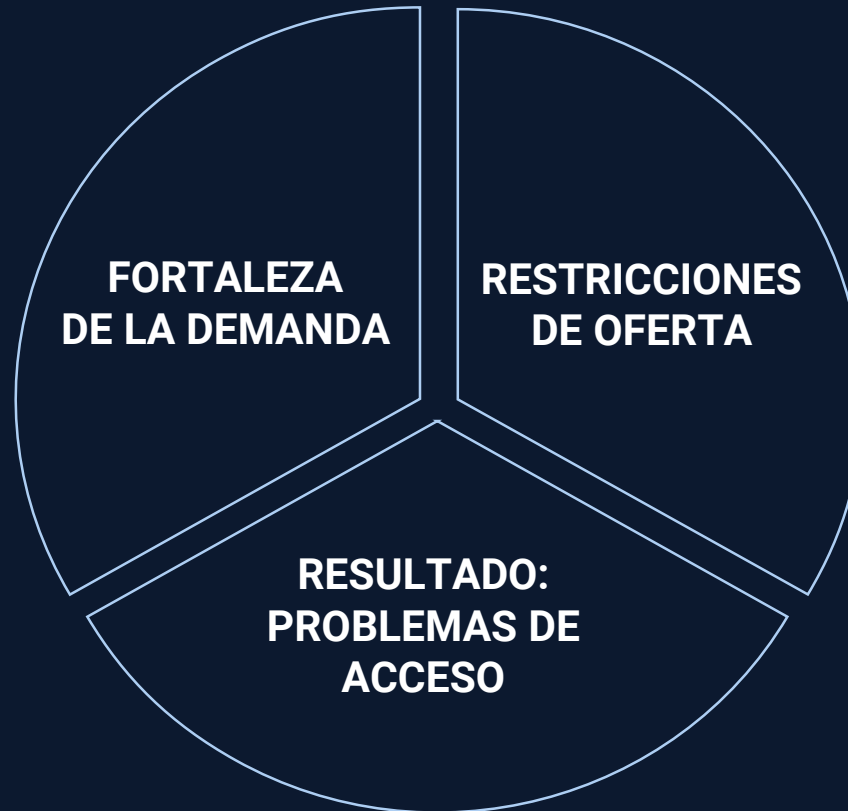 FORTALEZA
DE LA DEMANDA
RESTRICCIONES
DE OFERTA
RESULTADO:
PROBLEMAS DE
ACCESO